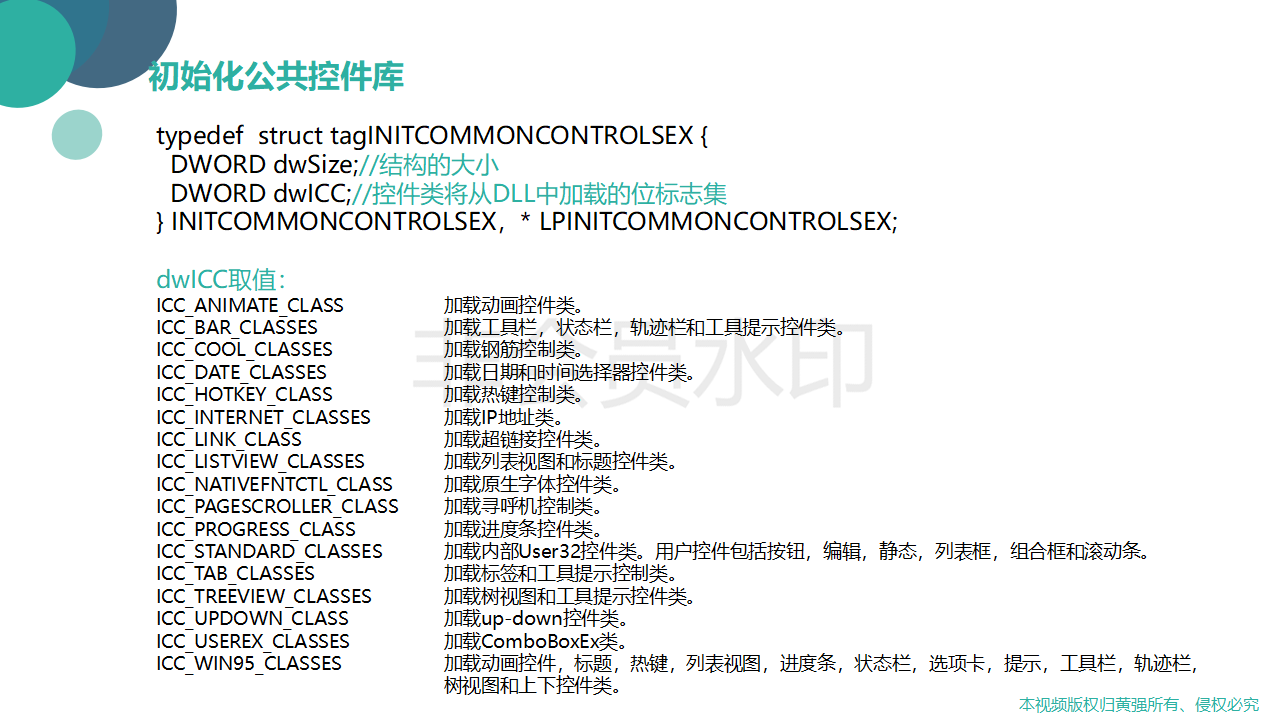 初始化公共控件库
typedef  struct tagINITCOMMONCONTROLSEX {
DWORD dwSize;//结构的大小
DWORD dwICC;//控件类将从DLL中加载的位标志集
} INITCOMMONCONTROLSEX，* LPINITCOMMONCONTROLSEX;
dwICC取值：
ICC_ANIMATE_CLASS 加载动画控件类。
ICC_BAR_CLASSES 加载工具栏，状态栏，轨迹栏和工具提示控件类。
ICC_COOL_CLASSES 加载钢筋控制类。
ICC_DATE_CLASSES 加载日期和时间选择器控件类。
ICC_HOTKEY_CLASS 加载热键控制类。
ICC_INTERNET_CLASSES 加载IP地址类。
ICC_LINK_CLASS 加载超链接控件类。
ICC_LISTVIEW_CLASSES 加载列表视图和标题控件类。
ICC_NATIVEFNTCTL_CLASS 加载原生字体控件类。
ICC_PAGESCROLLER_CLASS 加载寻呼机控制类。
ICC_PROGRESS_CLASS 加载进度条控件类。
ICC_STANDARD_CLASSES 加载内部User32控件类。用户控件包括按钮，编辑，静态，列表框，组合框和滚动条。
ICC_TAB_CLASSES 加载标签和工具提示控制类。
ICC_TREEVIEW_CLASSES 加载树视图和工具提示控件类。
ICC_UPDOWN_CLASS 加载up-down控件类。
ICC_USEREX_CLASSES 加载ComboBoxEx类。
ICC_WIN95_CLASSES 加载动画控件，标题，热键，列表视图，进度条，状态栏，选项卡，提示，工具栏，轨迹栏，
树视图和上下控件类。
非会员水印
本视频版权归黄强所有、侵权必究